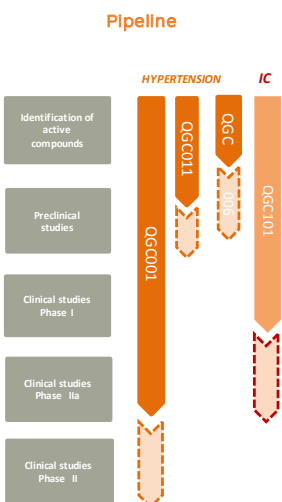 Pipeline
HYPERTENSION
IC
Identification of
active
compounds
Preclinical
studies
Clinical studies
Phase I
Clinical studies
Phase IIa
Clinical studies
Phase II
QGC001
QGC011
QGC
006
QGC101